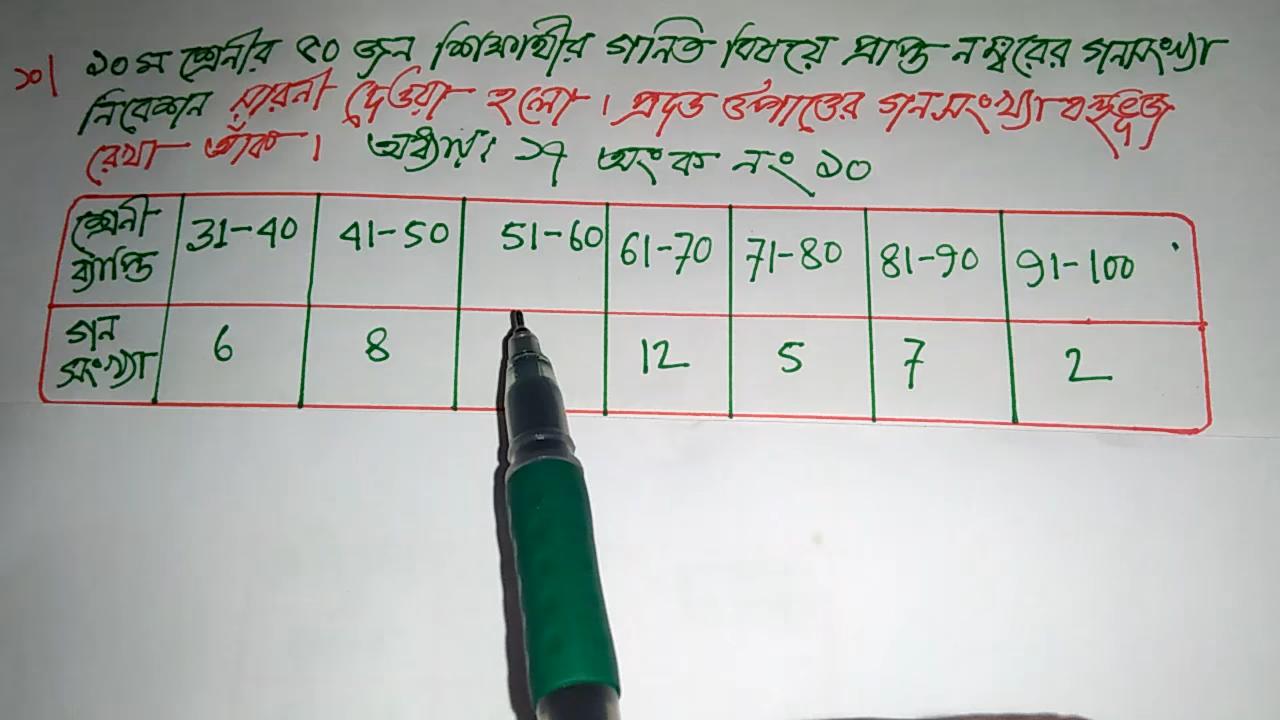 ১০। ১০ম শ্রেনীর ৫০ জন শিক্ষার্থীর গনিত বিষয়ে প্রাপ্ত নম্বরের গনসংখ্যা
নিবেশন সারনী দেওয়া হলো। প্রদত্ত উপাত্তের গনসংখ্যা বহুভুজ
রেখা আঁক। অধ্যায়ঃ ১৭ অংক নং ১০
শ্রেনী ব্যাপ্তি 31-40 41-50 51-60 61-70 71-80 81-90 91-100
গন সংখ্যা 6 8 12 5 7 2